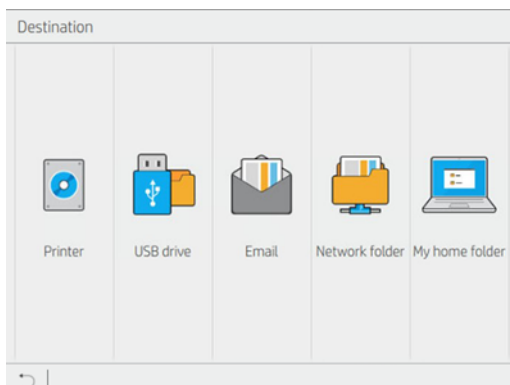 Destination
Printer
USB drive
Email
Network folder
My home folder